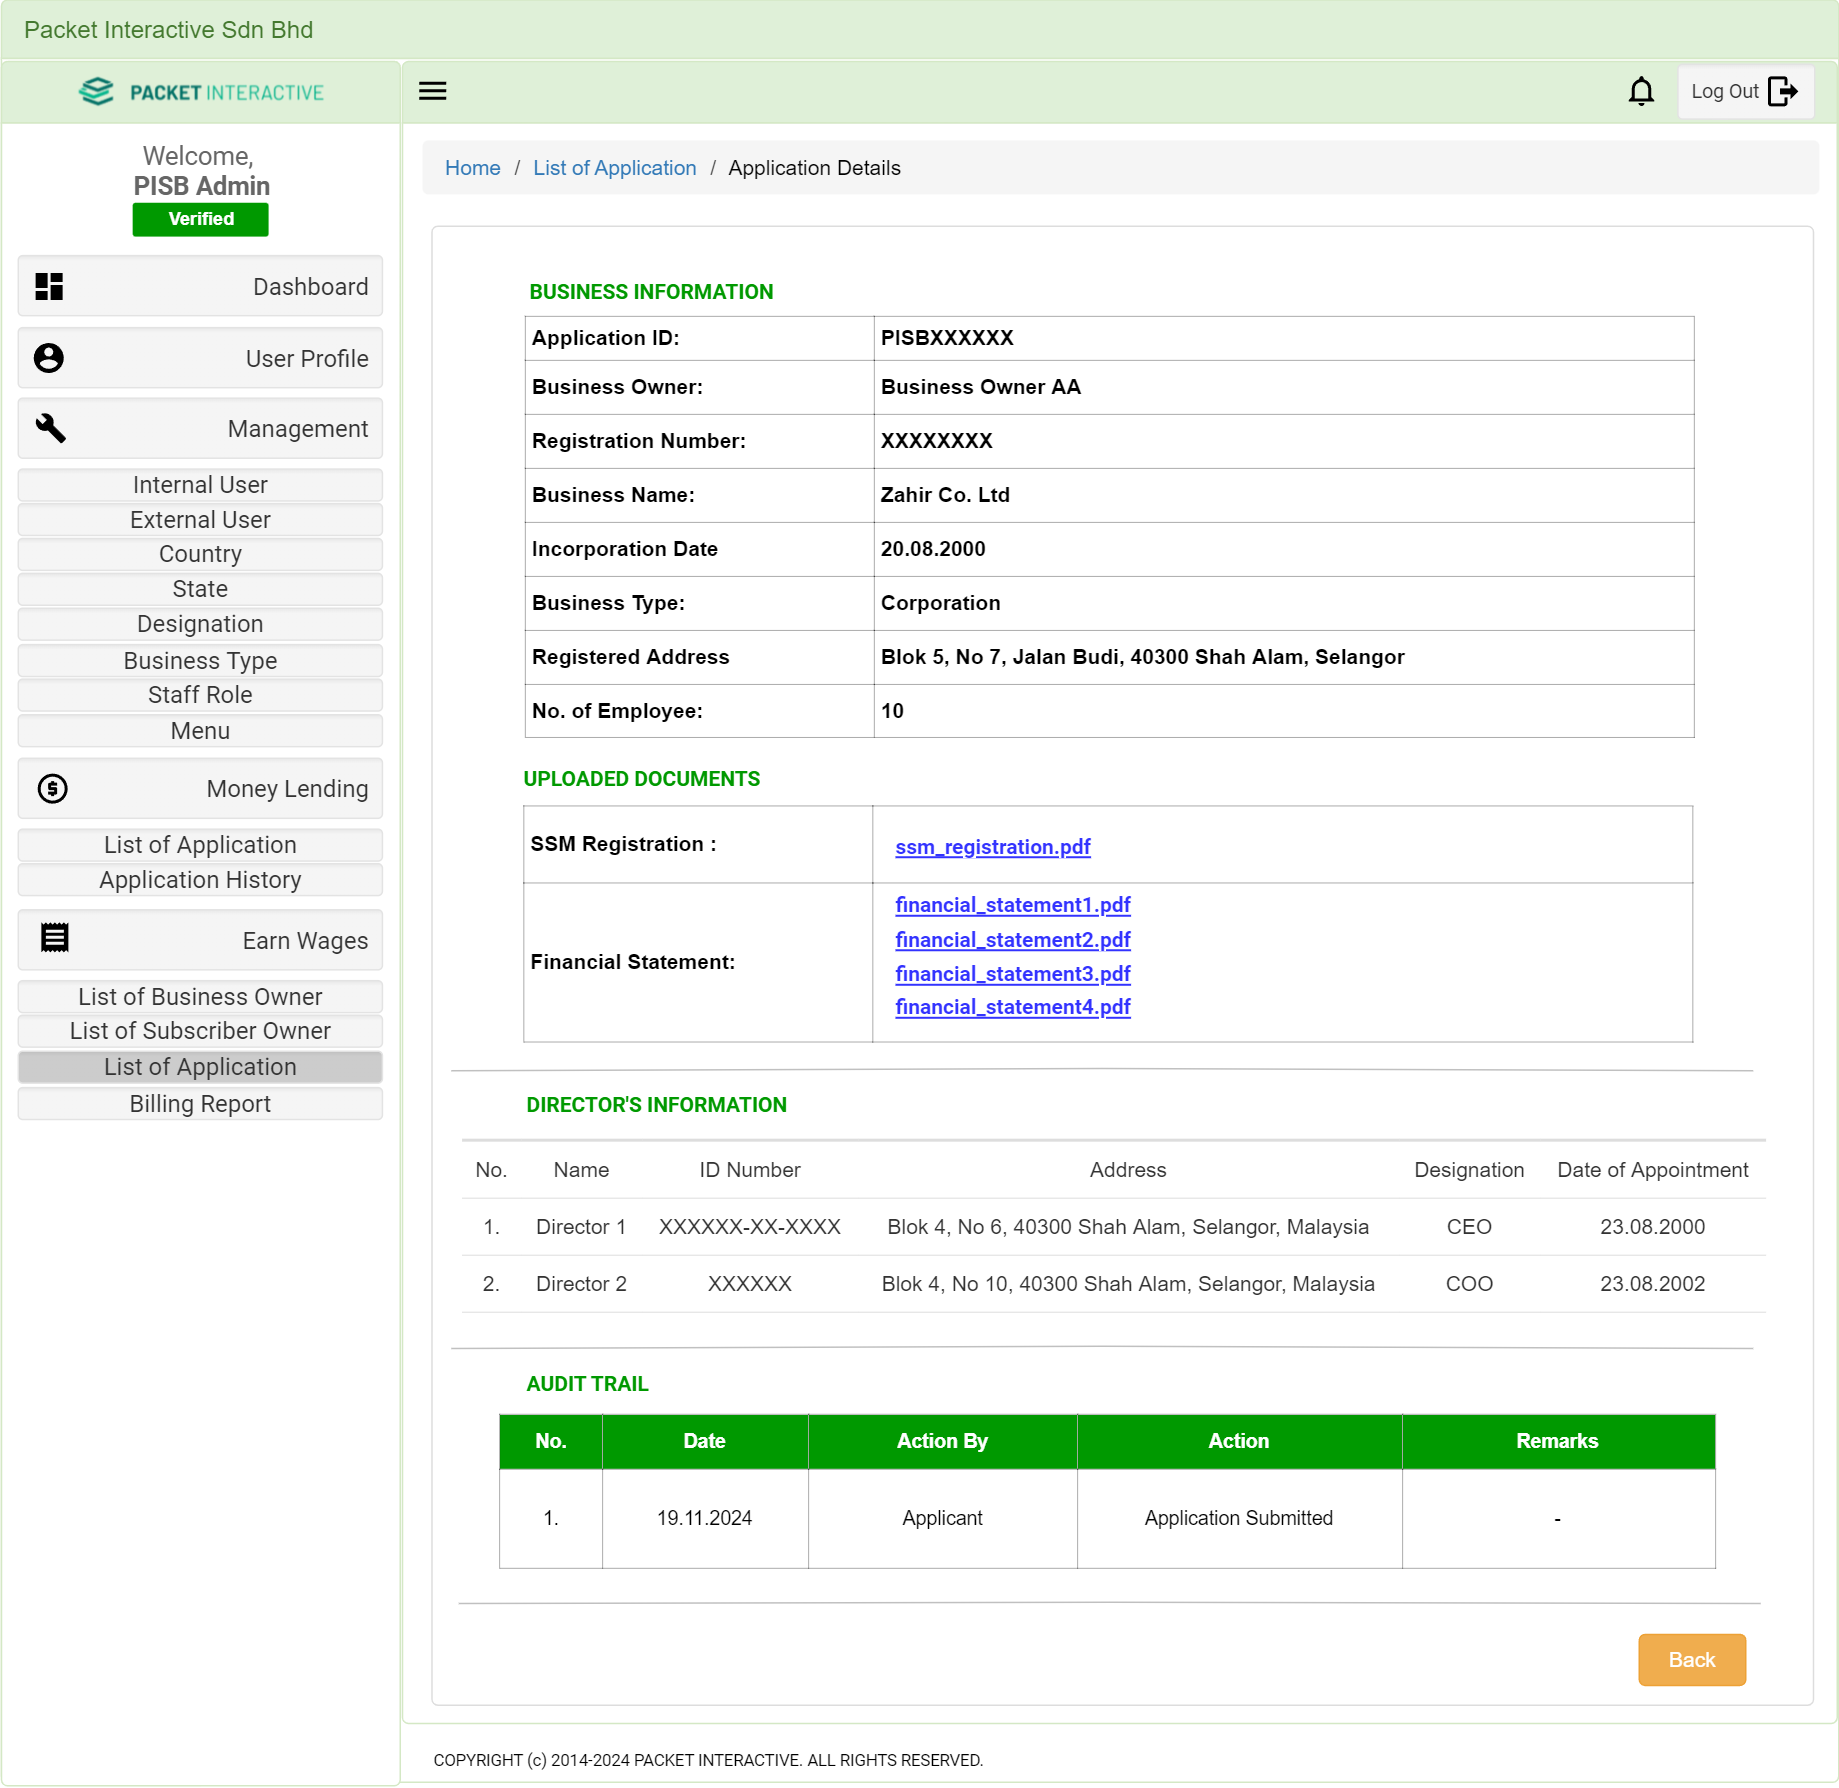 Packet Interactive Sdn Bhd
PACKET INTERACTIVE
Log Out
Welcome,
PISB Admin
Verified
Dashboard
User Profile
Management
Internal User
External User
Country
State
Designation
Business Type
Staff Role
Menu
Money Lending
List of Application
Application History
Earn Wages
List of Business Owner
List of Subscriber Owner
List of Application
Billing Report
Home / List of Application / Application Details
BUSINESS INFORMATION
Application ID: PISBXXXXXX
Business Owner: Business Owner AA
Registration Number: XXXXXXXX
Business Name: Zahir Co. Ltd
Incorporation Date 20.08.2000
Business Type: Corporation
Registered Address Blok 5, No 7, Jalan Budi, 40300 Shah Alam, Selangor
No. of Employee: 10
UPLOADED DOCUMENTS
SSM Registration : ssm_registration.pdf
Financial Statement:
financial_statement1.pdf
financial_statement2.pdf
financial_statement3.pdf
financial_statement4.pdf
DIRECTOR'S INFORMATION
No. Name ID Number Address Designation Date of Appointment
1. Director 1 XXXXXX-XX-XXXX Blok 4, No 6, 40300 Shah Alam, Selangor, Malaysia CEO 23.08.2000
2. Director 2 XXXXXX Blok 4, No 10, 40300 Shah Alam, Selangor, Malaysia COO 23.08.2002
AUDIT TRAIL
No. Date Action By Action Remarks
1. 19.11.2024 Applicant Application Submitted -
Back
COPYRIGHT (c) 2014-2024 PACKET INTERACTIVE. ALL RIGHTS RESERVED.